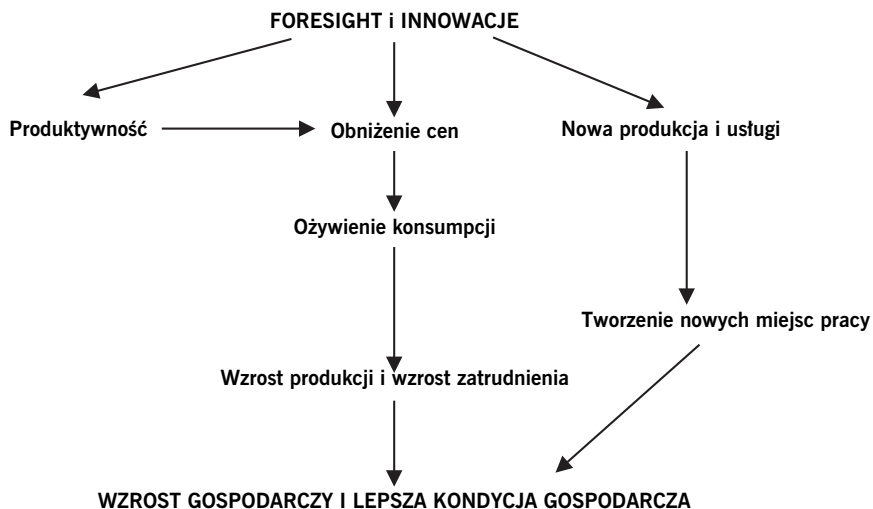 FORESIGHT i INNOWACJE
Produktywność
Obniżenie cen
Nowa produkcja i usługi
Ożywienie konsumpcji
Tworzenie nowych miejsc pracy
Wzrost produkcji i wzrost zatrudnienia
WZROST GOSPODARCZY I LEPSZA KONDYCJA GOSPODARCZA